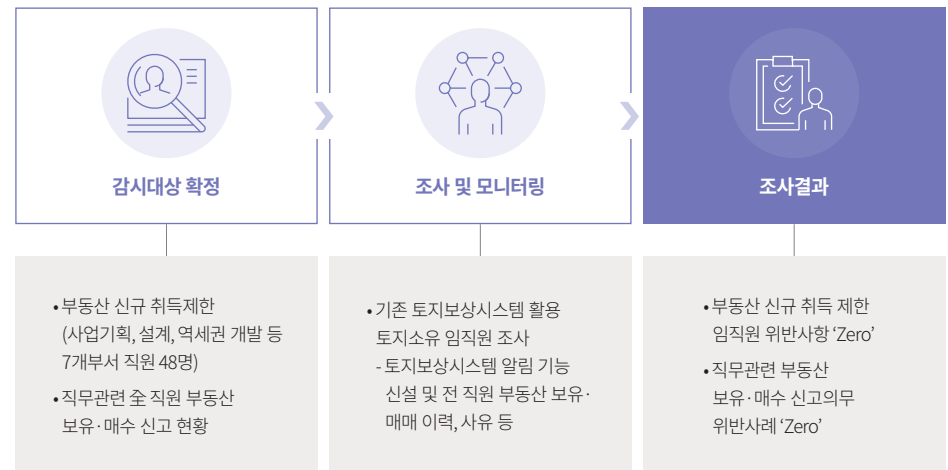 감시대상 확정
• 부동산 신규 취득제한
(사업기획, 설계, 역세권 개발 등
7개부서 직원 48명)
• 직무관련 全 직원 부동산
보유·매수 신고 현황
조사 및 모니터링
• 기존 토지보상시스템 활용
토지소유 임직원 조사
- 토지보상시스템 알림 기능
신설 및 전 직원 부동산 보유·
매매 이력, 사유 등
조사결과
• 부동산 신규 취득 제한
임직원 위반사항 ‘Zero’
• 직무관련 부동산
보유·매수 신고의무
위반사례 ‘Zero’